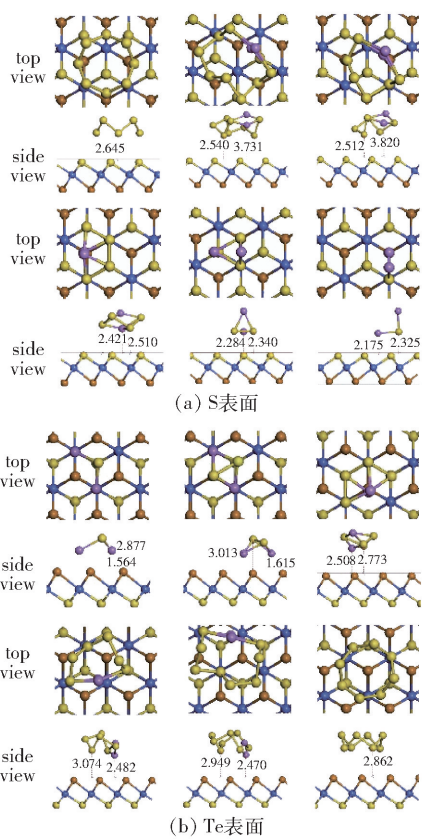 top
view
side
view
2.645
2.540 3.731
2.512 3.820
top
view
side
view
2.421 2.510
2.284 2.340
2.175 2.325
(a) S表面
top
view
side
view
2.877
1.564
3.013
1.615
2.508 2.773
top
view
side
view
3.074 2.482
2.949 2.470
2.862
(b) Te表面